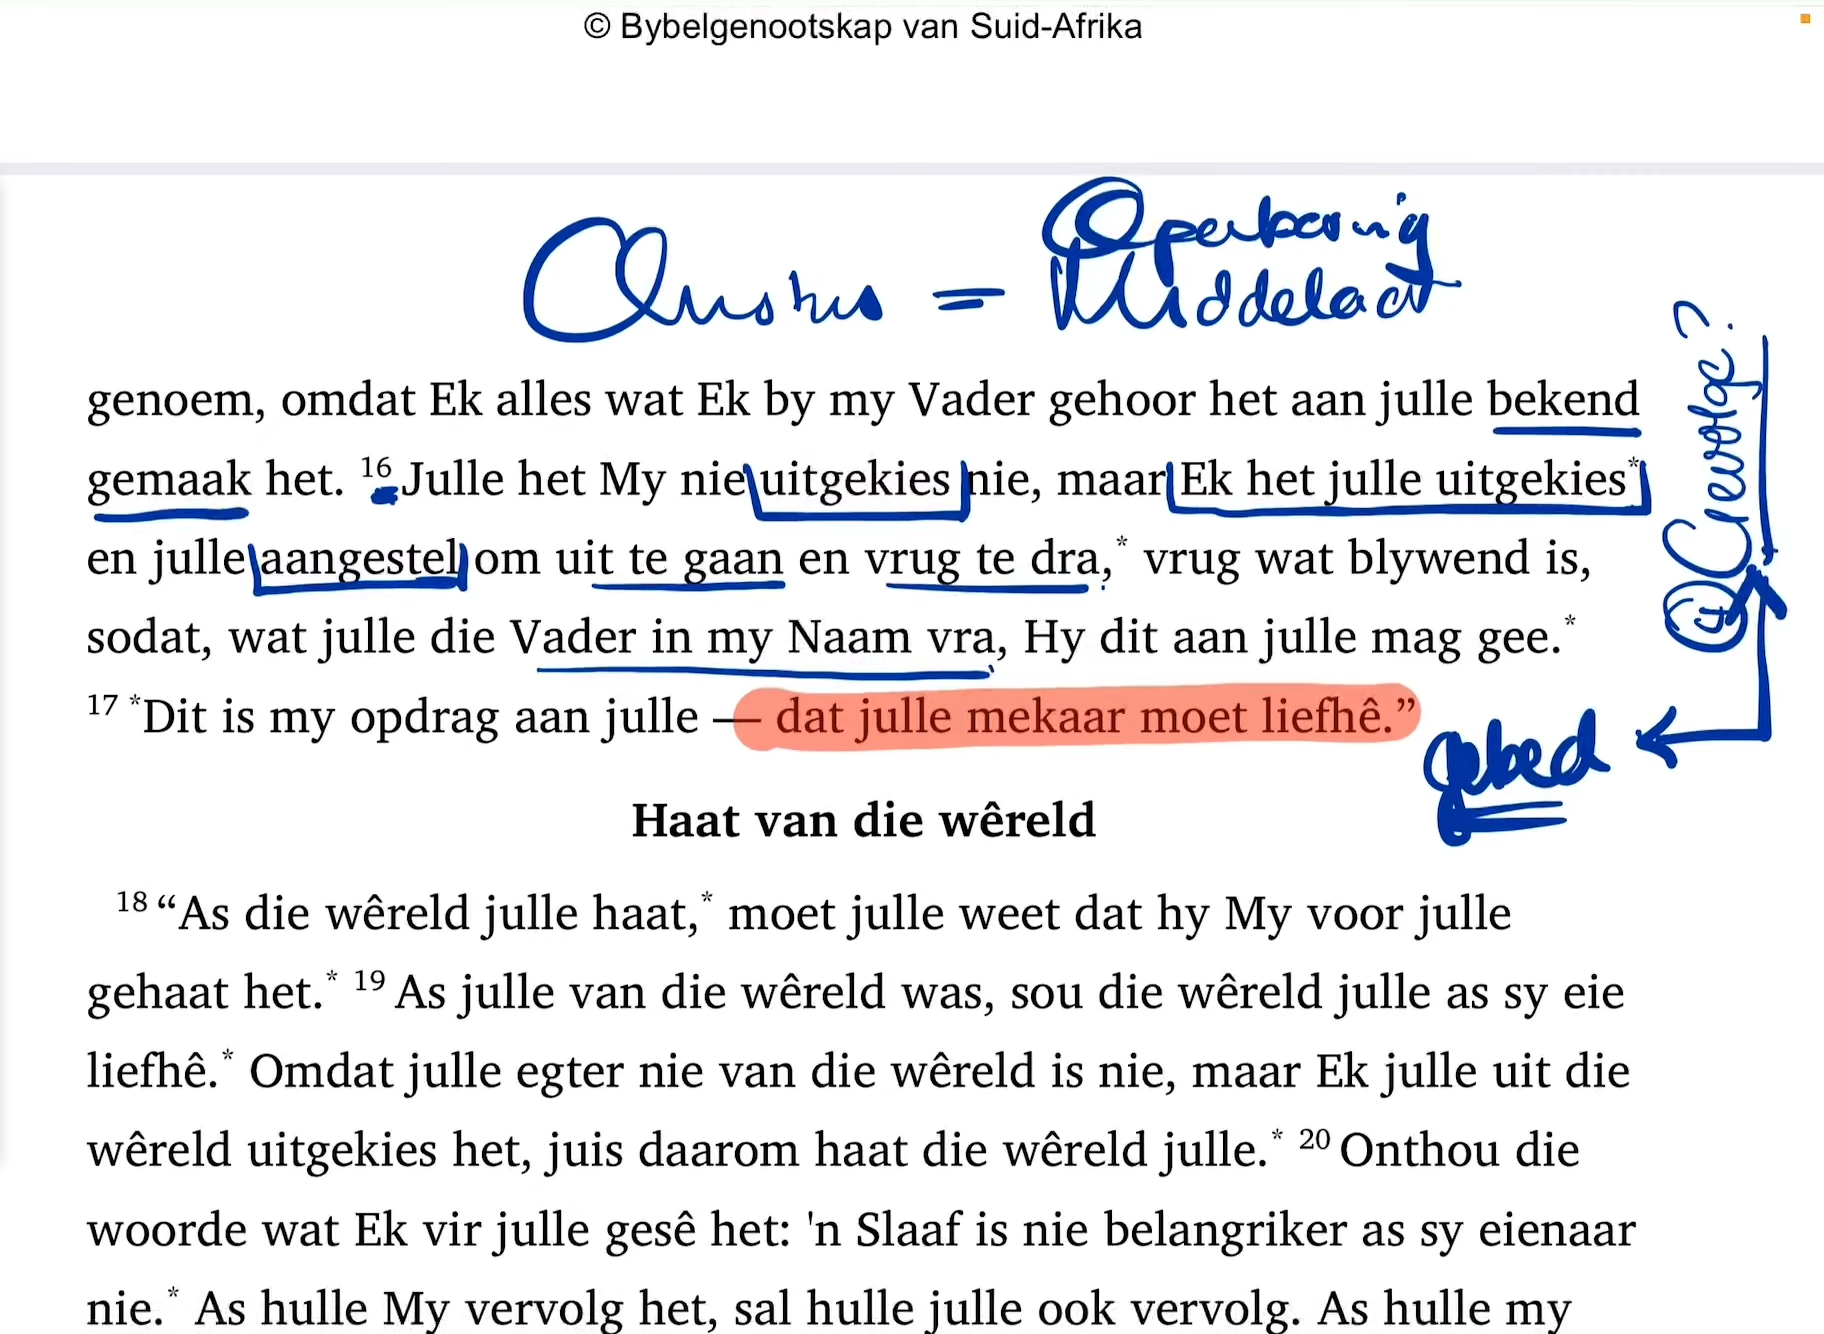 © Bybelgenootskap van Suid-Afrika
Openbaring
Christus = Middelaar
genoem, omdat Ek alles wat Ek by my Vader gehoor het aan julle bekend
gemaak het. 16 Julle het My nie uitgekies nie, maar Ek het julle uitgekies*
en julle aangestel om uit te gaan en vrug te dra,* vrug wat blywend is,
sodat, wat julle die Vader in my Naam vra, Hy dit aan julle mag gee.*
17 *Dit is my opdrag aan julle — dat julle mekaar moet liefhê.”
④ Gevolge?
gebed
Haat van die wêreld
18 “As die wêreld julle haat,* moet julle weet dat hy My voor julle
gehaat het.* 19 As julle van die wêreld was, sou die wêreld julle as sy eie
liefhê.* Omdat julle egter nie van die wêreld is nie, maar Ek julle uit die
wêreld uitgekies het, juis daarom haat die wêreld julle.* 20 Onthou die
woorde wat Ek vir julle gesê het: 'n Slaaf is nie belangriker as sy eienaar
nie.* As hulle My vervolg het, sal hulle julle ook vervolg. As hulle my